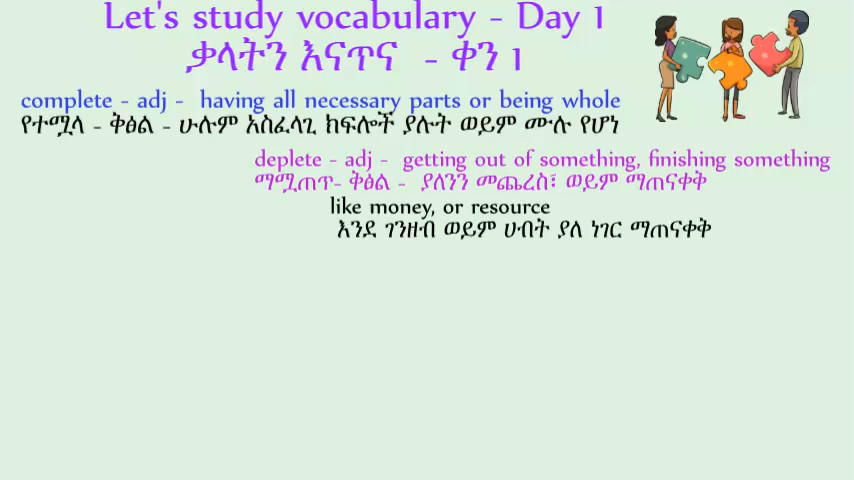 Let's study vocabulary - Day 1
ቃላትን እናጥና - ቀን 1
complete - adj - having all necessary parts or being whole
የተሟላ - ቅፅል - ሁሉም አስፈላጊ ክፍሎች ያሉት ወይም ሙሉ የሆነ
deplete - adj - getting out of something, finishing something
ማሟጠጥ- ቅፅል - ያለንን መጨረስ፣ ወይም ማጠናቀቅ
like money, or resource
እንደ ገንዘብ ወይም ሀብት ያለ ነገር ማጠናቀቅ